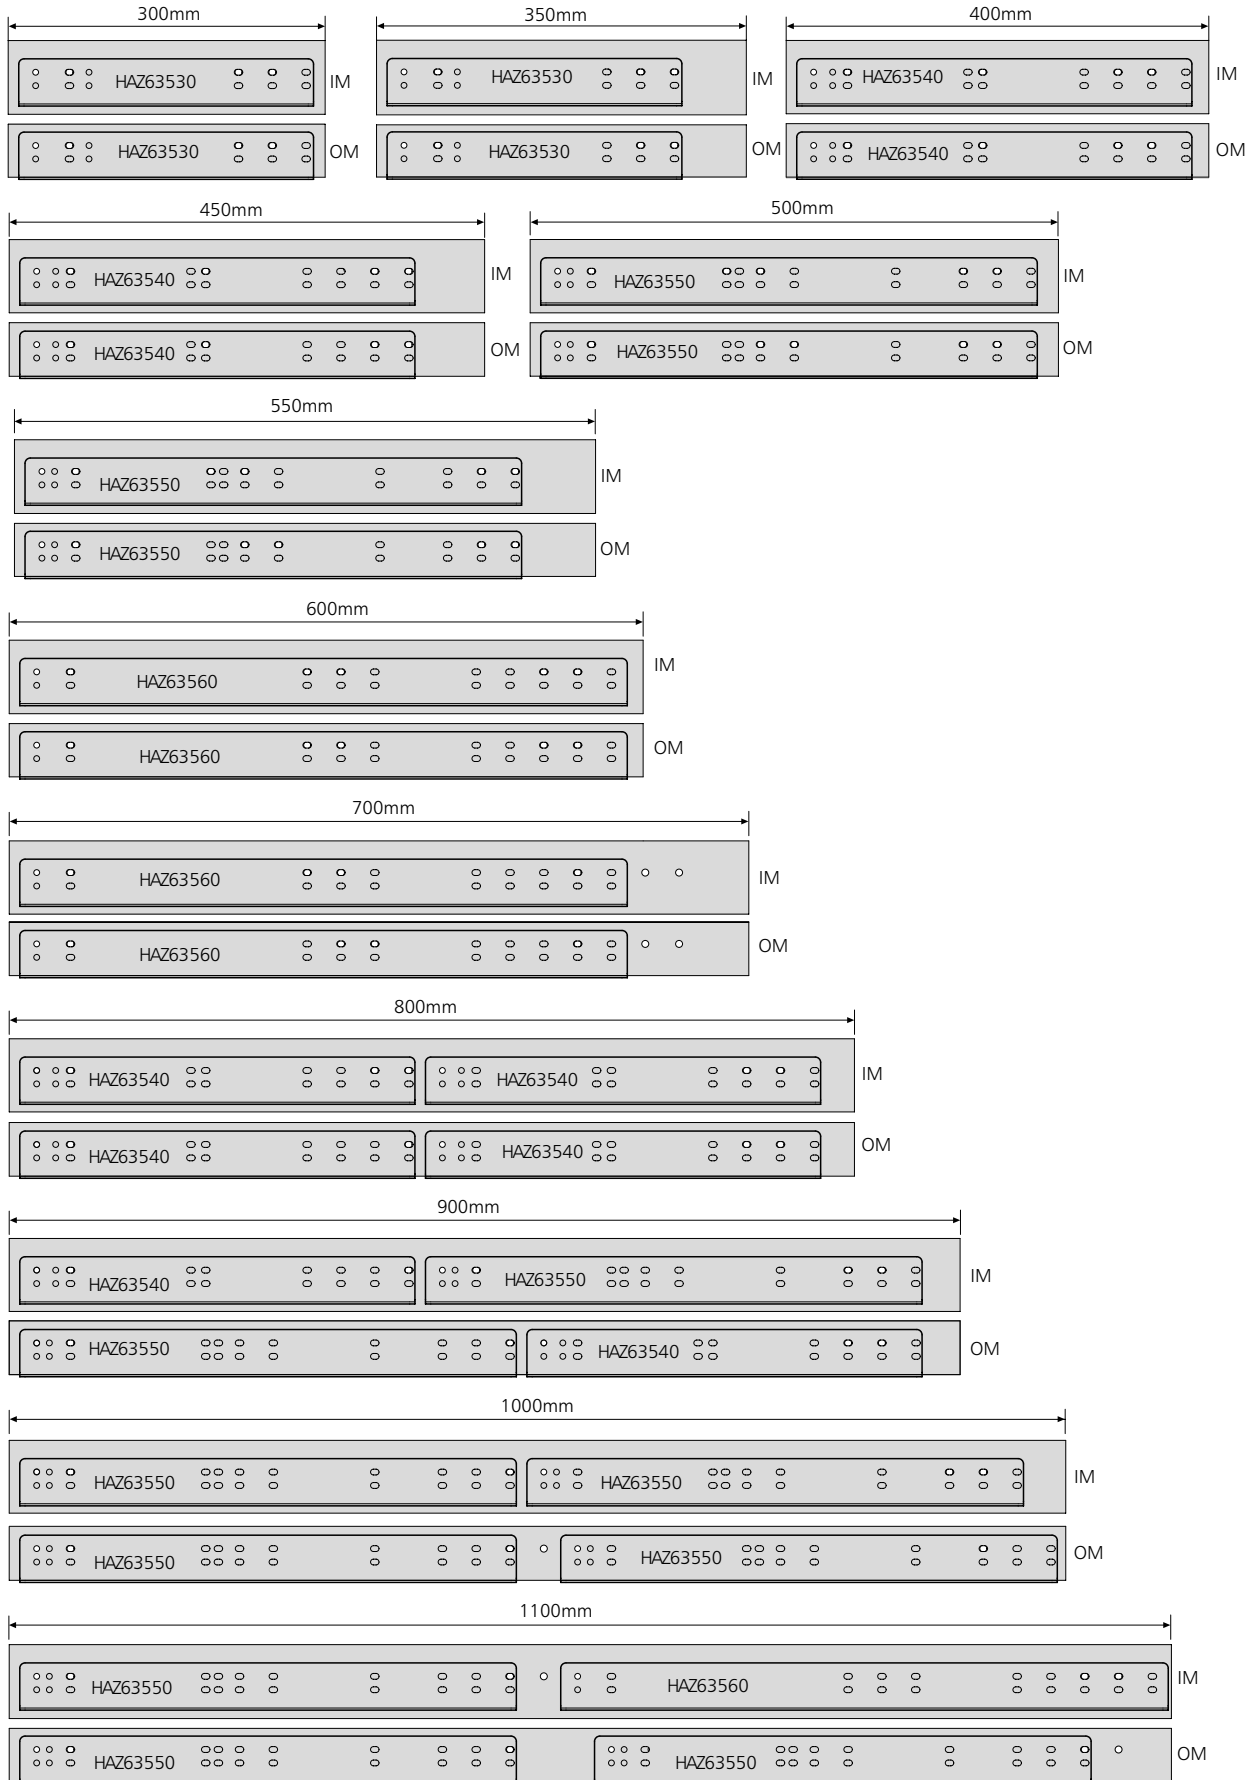 300mm 350mm 400mm
HAZ63530 IM HAZ63530 IM HAZ63540 IM
HAZ63530 OM HAZ63530 OM HAZ63540 OM
450mm 500mm
HAZ63540 IM HAZ63550 IM
HAZ63540 OM HAZ63550 OM
550mm
HAZ63550 IM
HAZ63550 OM
600mm
HAZ63560 IM
HAZ63560 OM
700mm
HAZ63560 IM
HAZ63560 OM
800mm
HAZ63540 HAZ63540 IM
HAZ63540 HAZ63540 OM
900mm
HAZ63540 HAZ63550 IM
HAZ63550 HAZ63540 OM
1000mm
HAZ63550 HAZ63550 IM
HAZ63550 HAZ63550 OM
1100mm
HAZ63550 HAZ63560 IM
HAZ63550 HAZ63550 OM